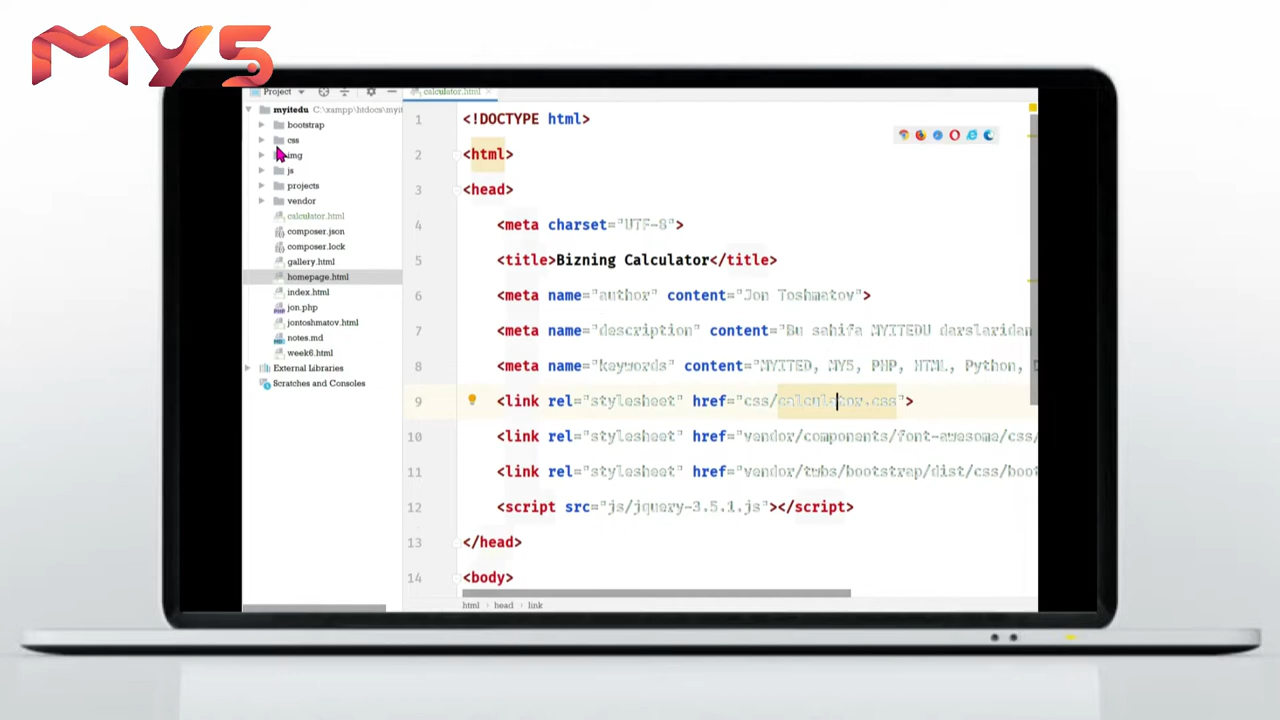 MY5
Project
calculator.html
myitedu C:\xampp\htdocs\myit
bootstrap
css
img
js
projects
vendor
calculator.html
composer.json
composer.lock
gallery.html
homepage.html
index.html
jon.php
jontoshmatov.html
notes.md
week6.html
External Libraries
Scratches and Consoles
1 <!DOCTYPE html>
2 <html>
3 <head>
4 <meta charset="UTF-8">
5 <title>Bizning Calculator</title>
6 <meta name="author" content="Jon Toshmatov">
7 <meta name="description" content="Bu sahifa MYITEDU darslaridan
8 <meta name="keywords" content="MYITED, MY5, PHP, HTML, Python,
9 <link rel="stylesheet" href="css/calculator.css">
10 <link rel="stylesheet" href="vendor/components/font-awesome/css/
11 <link rel="stylesheet" href="vendor/twbs/bootstrap/dist/css/boot
12 <script src="js/jquery-3.5.1.js"></script>
13 </head>
14 <body>
html › head › link